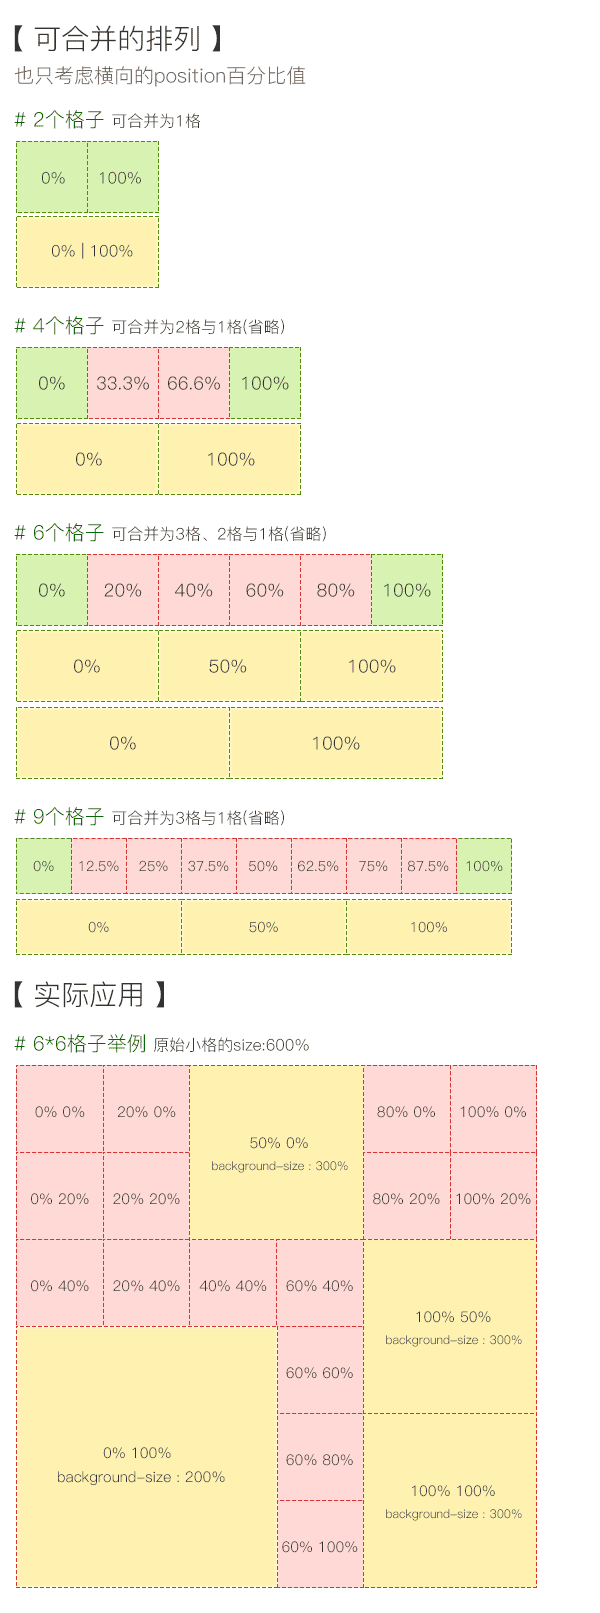 【 可合并的排列 】
也只考虑横向的position百分比值
# 2个格子 可合并为1格
0% 100%
0% | 100%
# 4个格子 可合并为2格与1格(省略)
0% 33.3% 66.6% 100%
0% 100%
# 6个格子 可合并为3格、2格与1格(省略)
0% 20% 40% 60% 80% 100%
0% 50% 100%
0% 100%
# 9个格子 可合并为3格与1格(省略)
0% 12.5% 25% 37.5% 50% 62.5% 75% 87.5% 100%
0% 50% 100%
【 实际应用 】
# 6*6格子举例 原始小格的size:600%
0% 0% 20% 0% 80% 0% 100% 0%
50% 0%
background-size : 300%
0% 20% 20% 20% 80% 20% 100% 20%
0% 40% 20% 40% 40% 40% 60% 40%
100% 50%
background-size : 300%
60% 60%
0% 100%
background-size : 200%
60% 80%
100% 100%
background-size : 300%
60% 100%